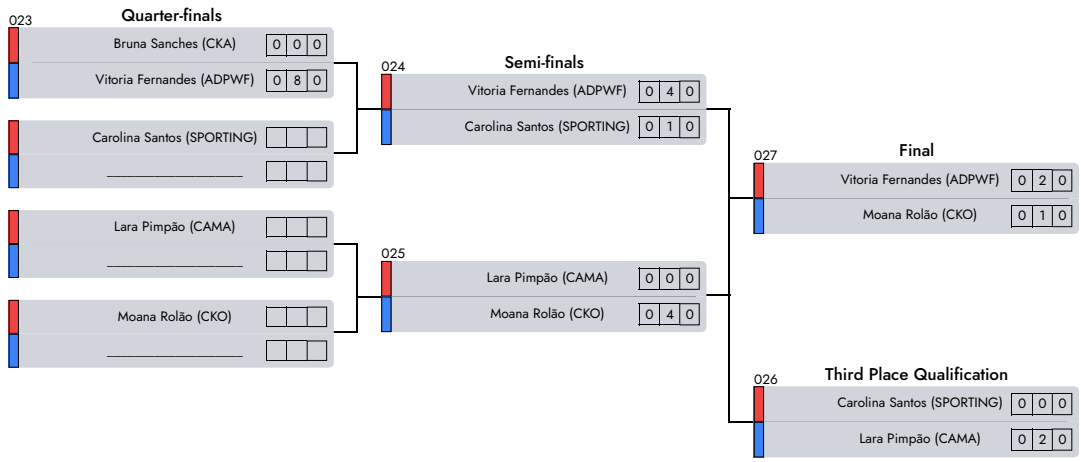 Quarter-finals
023
Bruna Sanches (CKA) 0 0 0
Vitoria Fernandes (ADPWF) 0 8 0
Carolina Santos (SPORTING)
Lara Pimpão (CAMA)
Moana Rolão (CKO)
Semi-finals
024
Vitoria Fernandes (ADPWF) 0 4 0
Carolina Santos (SPORTING) 0 1 0
025
Lara Pimpão (CAMA) 0 0 0
Moana Rolão (CKO) 0 4 0
Final
027
Vitoria Fernandes (ADPWF) 0 2 0
Moana Rolão (CKO) 0 1 0
Third Place Qualification
026
Carolina Santos (SPORTING) 0 0 0
Lara Pimpão (CAMA) 0 2 0